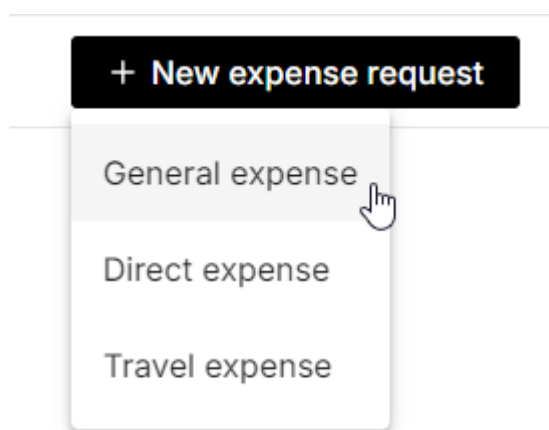 + New expense request
General expense
Direct expense
Travel expense